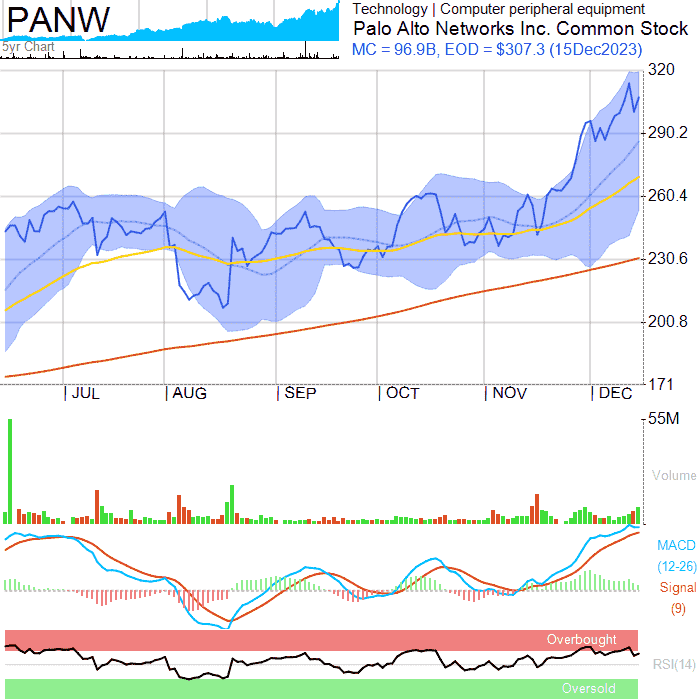 PANW
5yr Chart
Technology | Computer peripheral equipment
Palo Alto Networks Inc. Common Stock
MC = 96.9B, EOD = $307.3 (15Dec2023)
320
290.2
260.4
230.6
200.8
171
| JUL | AUG | SEP | OCT | NOV | DEC
55M
Volume
MACD
(12-26)
Signal
(9)
Overbought
RSI(14)
Oversold